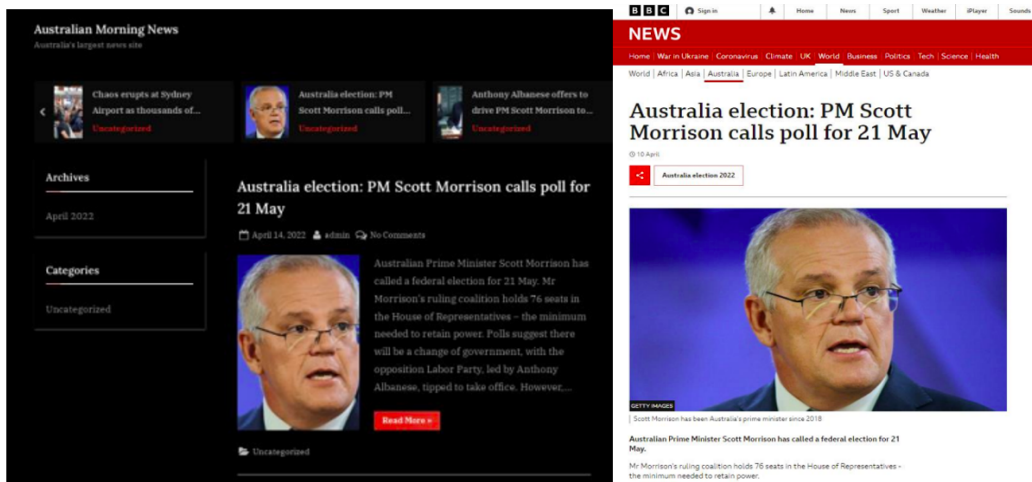 Australian Morning News
Australia's largest news site
Chaos erupts at Sydney
Airport as thousands of...
Uncategorized
Australia election: PM
Scott Morrison calls poll...
Uncategorized
Anthony Albanese offers to
drive PM Scott Morrison to...
Uncategorized
Archives
April 2022
Categories
Uncategorized
Australia election: PM Scott Morrison calls poll for
21 May
April 14, 2022 admin No Comments
Australian Prime Minister Scott Morrison has
called a federal election for 21 May. Mr
Morrison's ruling coalition holds 76 seats in
the House of Representatives – the minimum
needed to retain power. Polls suggest there
will be a change of government, with the
opposition Labor Party, led by Anthony
Albanese, tipped to take office. However,...
Read More »
Uncategorized
BBC Sign in Home News Sport Weather iPlayer Sounds
NEWS
Home | War in Ukraine | Coronavirus | Climate | UK | World | Business | Politics | Tech | Science | Health
World | Africa | Asia | Australia | Europe | Latin America | Middle East | US & Canada
Australia election: PM Scott
Morrison calls poll for 21 May
10 April
Australia election 2022
GETTY IMAGES
Scott Morrison has been Australia's prime minister since 2018
Australian Prime Minister Scott Morrison has called a federal election for 21
May.
Mr Morrison's ruling coalition holds 76 seats in the House of Representatives -
the minimum needed to retain power.